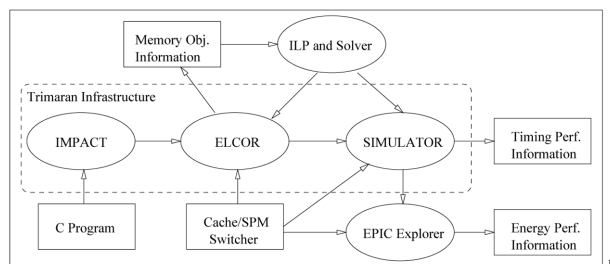 Memory Obj.
Information
ILP and Solver
Trimaran Infrastructure
IMPACT
ELCOR
SIMULATOR
Timing Perf.
Information
C Program
Cache/SPM
Switcher
EPIC Explorer
Energy Perf.
Information